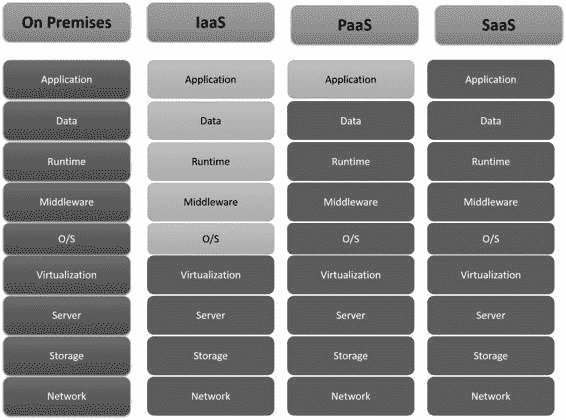 On Premises IaaS PaaS SaaS
Application Application Application Application
Data Data Data Data
Runtime Runtime Runtime Runtime
Middleware Middleware Middleware Middleware
O/S O/S O/S O/S
Virtualization Virtualization Virtualization Virtualization
Server Server Server Server
Storage Storage Storage Storage
Network Network Network Network